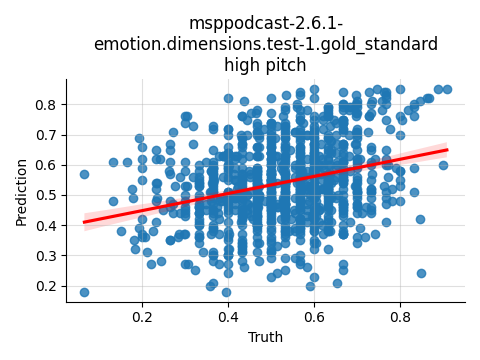 msppodcast-2.6.1-
emotion.dimensions.test-1.gold_standard
high pitch
Prediction
0.8
0.7
0.6
0.5
0.4
0.3
0.2
0.2
0.4
0.6
0.8
Truth